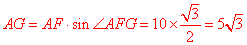 AG = AF · sin ∠AFG = 10 × √3/2 = 5√3